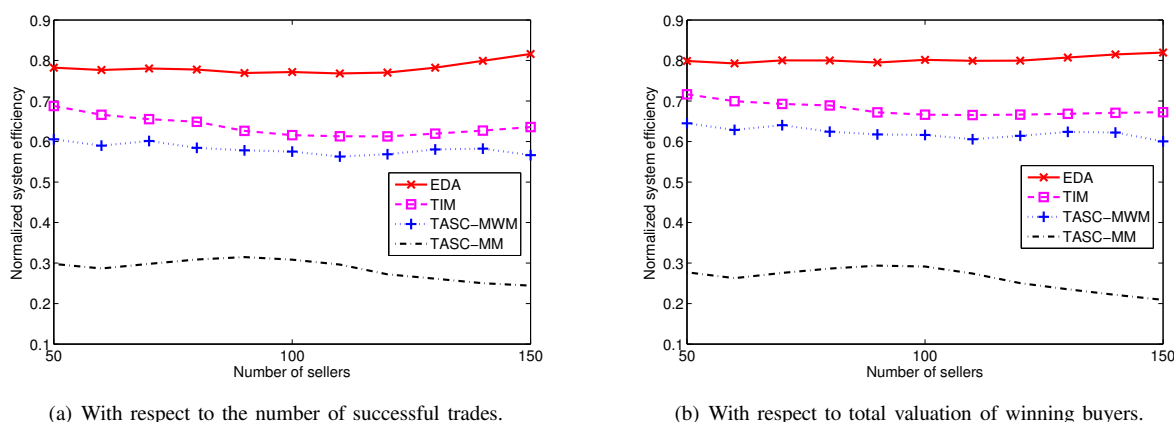 0.9
0.8
0.7
0.6
0.5
0.4
0.3
0.2
0.1
50
100
150
Normalized system efficiency
Number of sellers
EDA
TIM
TASC-MWM
TASC-MM
(a) With respect to the number of successful trades.
0.9
0.8
0.7
0.6
0.5
0.4
0.3
0.2
0.1
50
100
150
Normalized system efficiency
Number of sellers
EDA
TIM
TASC-MWM
TASC-MM
(b) With respect to total valuation of winning buyers.